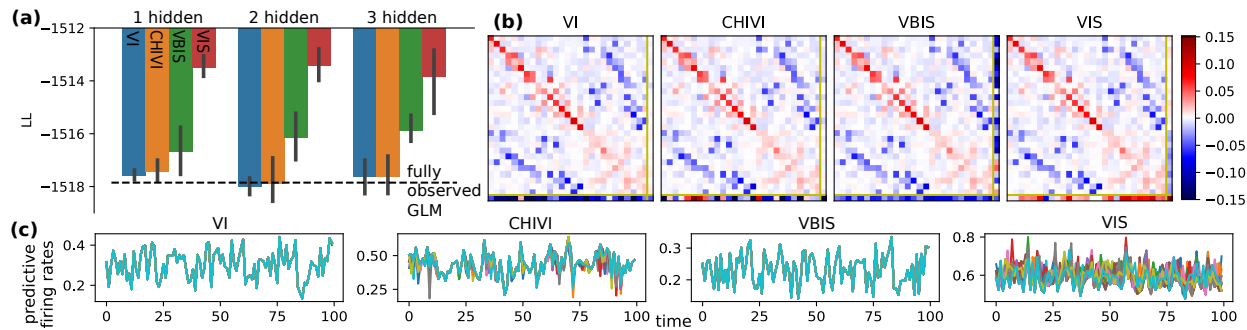 (a)
1 hidden
2 hidden
3 hidden
−1512
−1514
−1516
−1518
LL
VI
CHIVI
VBIS
VIS
fully
observed
GLM
(b)
VI
CHIVI
VBIS
VIS
0.15
0.10
0.05
0.00
−0.05
−0.10
−0.15
(c)
predictive
firing rates
VI
0.4
0.2
0
25
50
75
100
CHIVI
0.50
0.25
0
25
50
75
100
time
VBIS
0.3
0.2
0
25
50
75
100
VIS
0.8
0.6
0
25
50
75
100